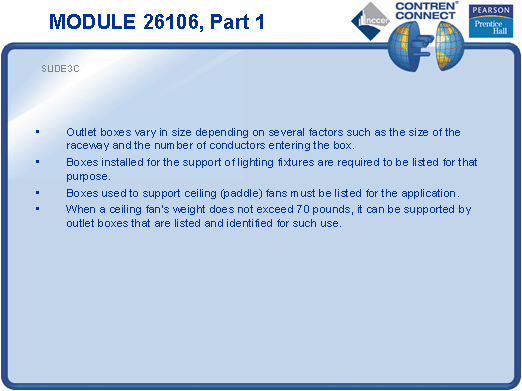 MODULE 26106, Part 1
nccer
CONTREN®
CONNECT
PEARSON
Prentice
Hall
SLIDE3C
• Outlet boxes vary in size depending on several factors such as the size of the
raceway and the number of conductors entering the box.
• Boxes installed for the support of lighting fixtures are required to be listed for that
purpose.
• Boxes used to support ceiling (paddle) fans must be listed for the application.
• When a ceiling fan's weight does not exceed 70 pounds, it can be supported by
outlet boxes that are listed and identified for such use.